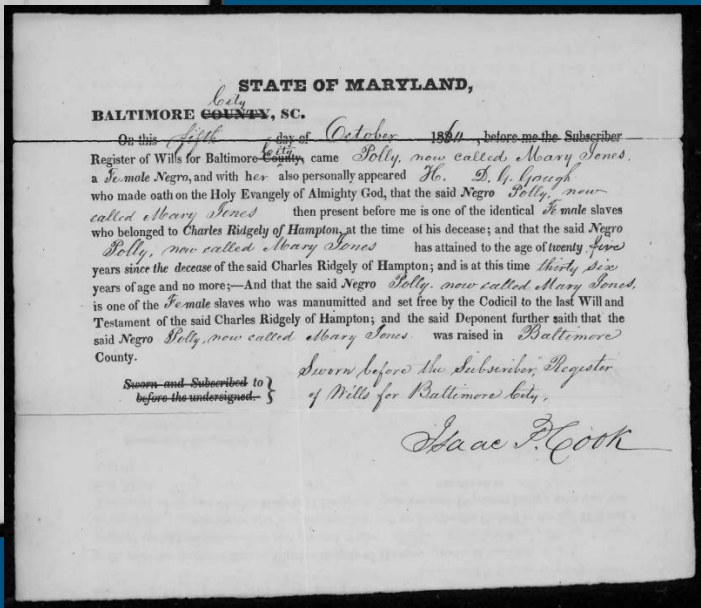 STATE OF MARYLAND,
City
BALTIMORE COUNTY, SC.
On this fifth day of October 18 , before me the Subscriber
City
Register of Wills for Baltimore County, came Polly, now called Mary Jones.
a Female Negro, and with her also personally appeared H. D. G. Gough
who made oath on the Holy Evangely of Almighty God, that the said Negro Polly, now
called Mary Jones then present before me is one of the identical Female slaves
who belonged to Charles Ridgely of Hampton, at the time of his decease; and that the said Negro
Polly, now called Mary Jones has attained to the age of twenty five
years since the decease of the said Charles Ridgely of Hampton; and is at this time thirty six
years of age and no more;—And that the said Negro Polly. now called Mary Jones.
is one of the Female slaves who was manumitted and set free by the Codicil to the last Will and
Testament of the said Charles Ridgely of Hampton; and the said Deponent further saith that the
said Negro Polly, now called Mary Jones. was raised in Baltimore
County.
Sworn before the Subscriber, Register
Sworn and Subscribed to
before the undersigned.
of Wills for Baltimore City.
Isaac P. Cook